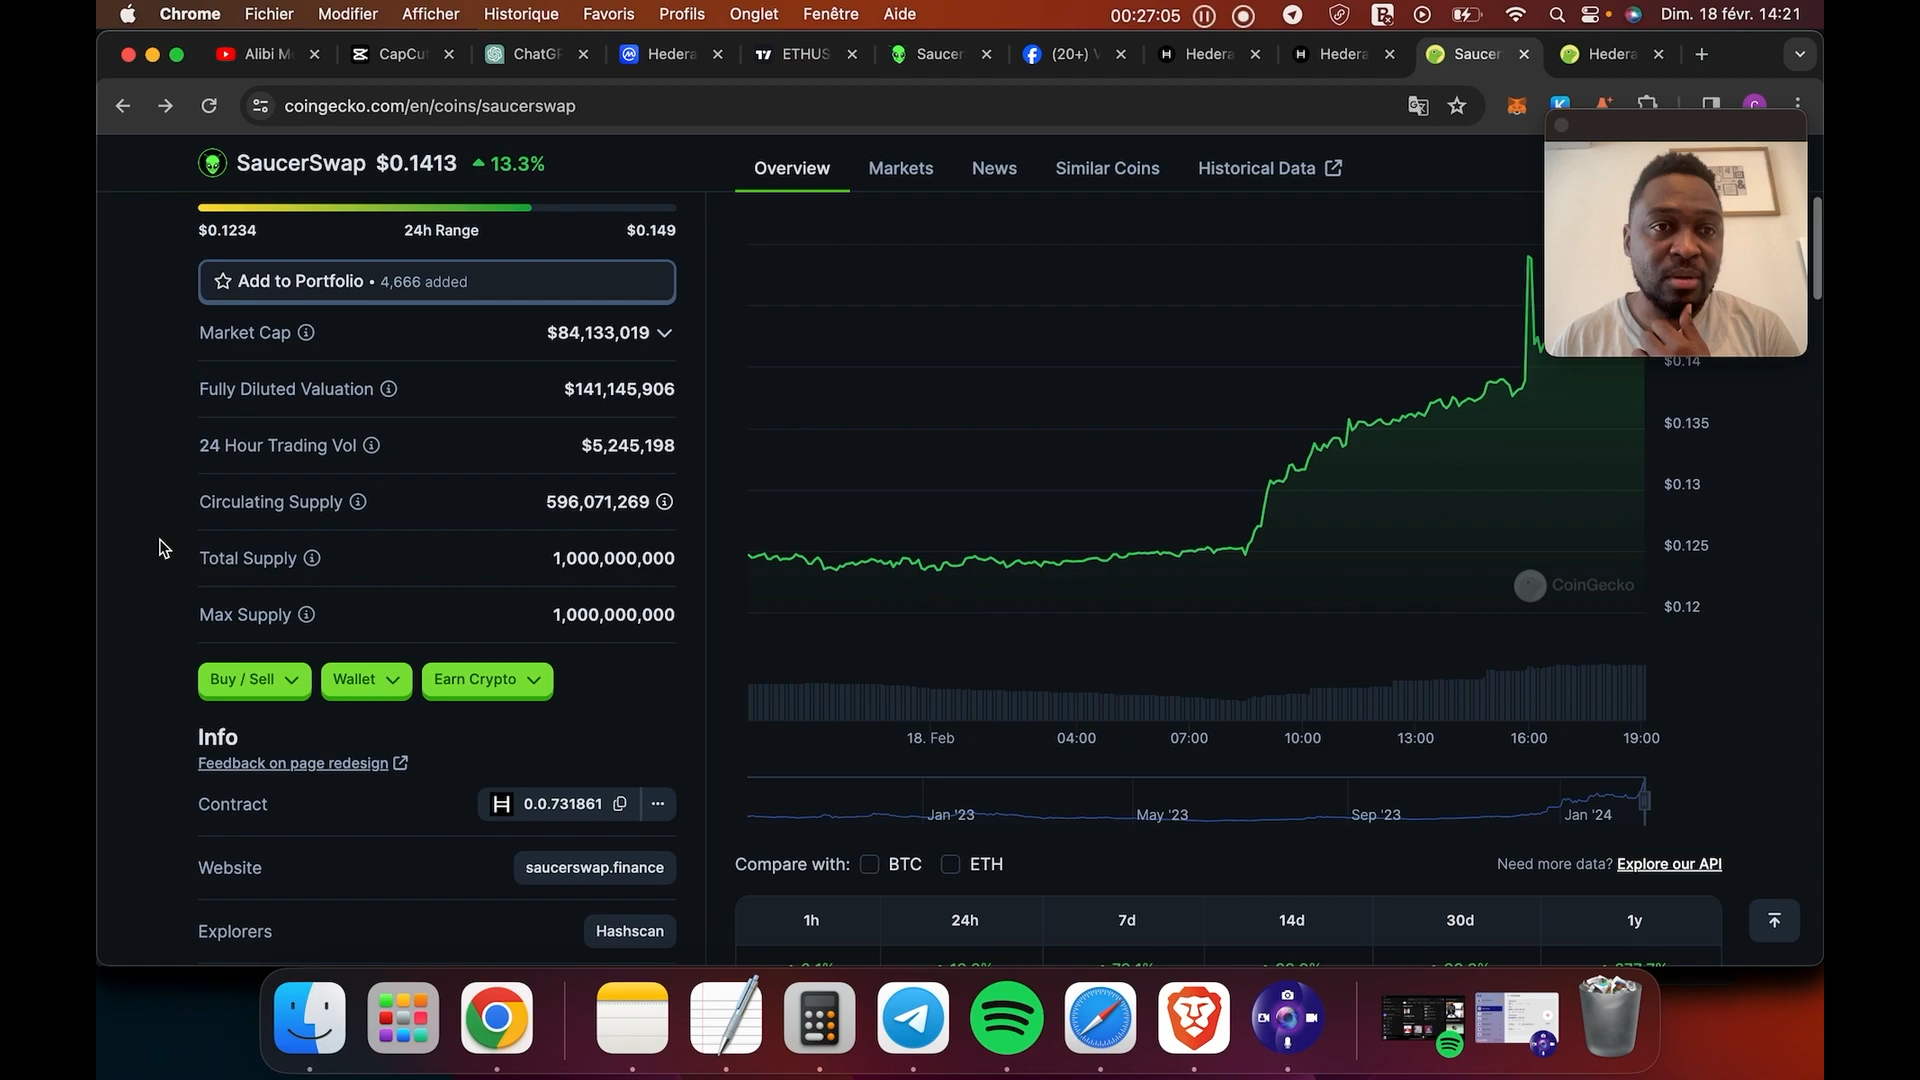 Chrome Fichier Modifier Afficher Historique Favoris Profils Onglet Fenêtre Aide 00:27:05 Dim. 18 févr. 14:21
Alibi M CapCu ChatGF Hedera ETHUS Saucer (20+) Hedera Hedera Saucer Hedera
coingecko.com/en/coins/saucerswap
SaucerSwap $0.1413 13.3%
Overview Markets News Similar Coins Historical Data
$0.1234 24h Range $0.149
Add to Portfolio • 4,666 added
Market Cap $84,133,019
Fully Diluted Valuation $141,145,906
24 Hour Trading Vol $5,245,198
Circulating Supply 596,071,269
Total Supply 1,000,000,000
Max Supply 1,000,000,000
Buy / Sell Wallet Earn Crypto
Info
Feedback on page redesign
Contract 0.0.731861
Website saucerswap.finance
Explorers Hashscan
$0.14
$0.135
$0.13
$0.125
CoinGecko
$0.12
18. Feb 04:00 07:00 10:00 13:00 16:00 19:00
Jan '23 May '23 Sep '23 Jan '24
Compare with: BTC ETH
Need more data? Explore our API
1h 24h 7d 14d 30d 1y